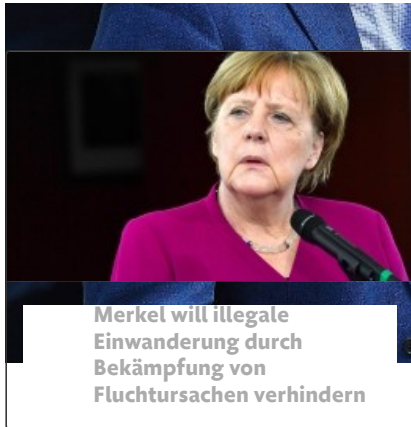 Merkel will illegale
Einwanderung durch
Bekämpfung von
Fluchtursachen verhindern